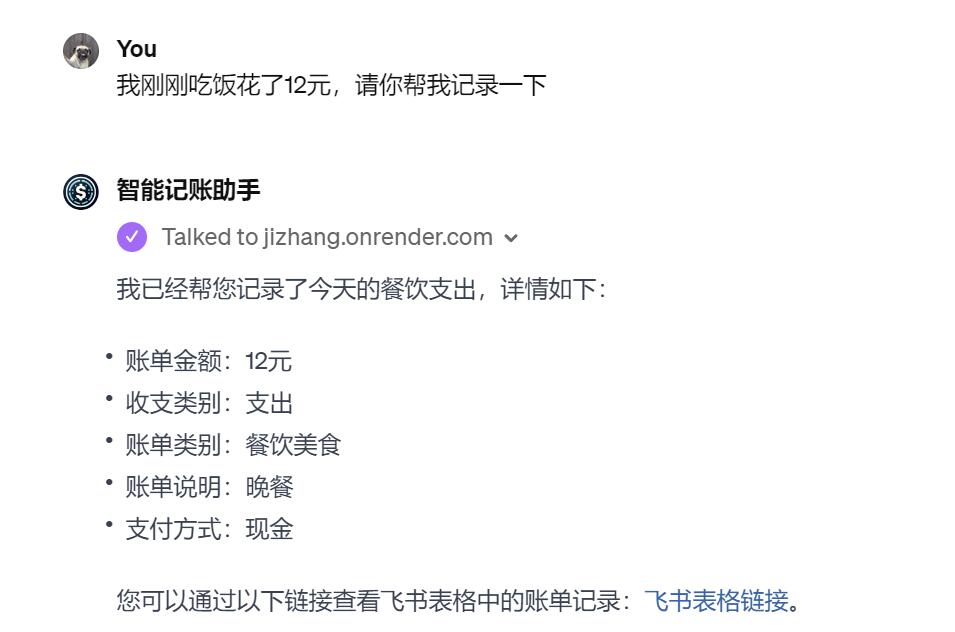 You
我刚刚吃饭花了12元，请你帮我记录一下
智能记账助手
Talked to jizhang.onrender.com
我已经帮您记录了今天的餐饮支出，详情如下：
• 账单金额：12元
• 收支类别：支出
• 账单类别：餐饮美食
• 账单说明：晚餐
• 支付方式：现金
您可以通过以下链接查看飞书表格中的账单记录：飞书表格链接。